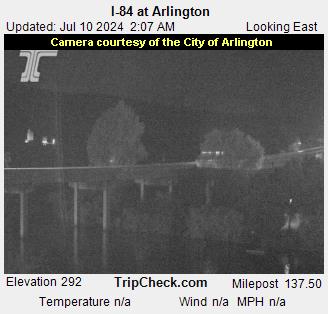 I-84 at Arlington
Updated: Jul 10 2024 2:07 AM Looking East
Camera courtesy of the City of Arlington
Elevation 292 TripCheck.com Milepost 137.50
Temperature n/a Wind n/a MPH n/a